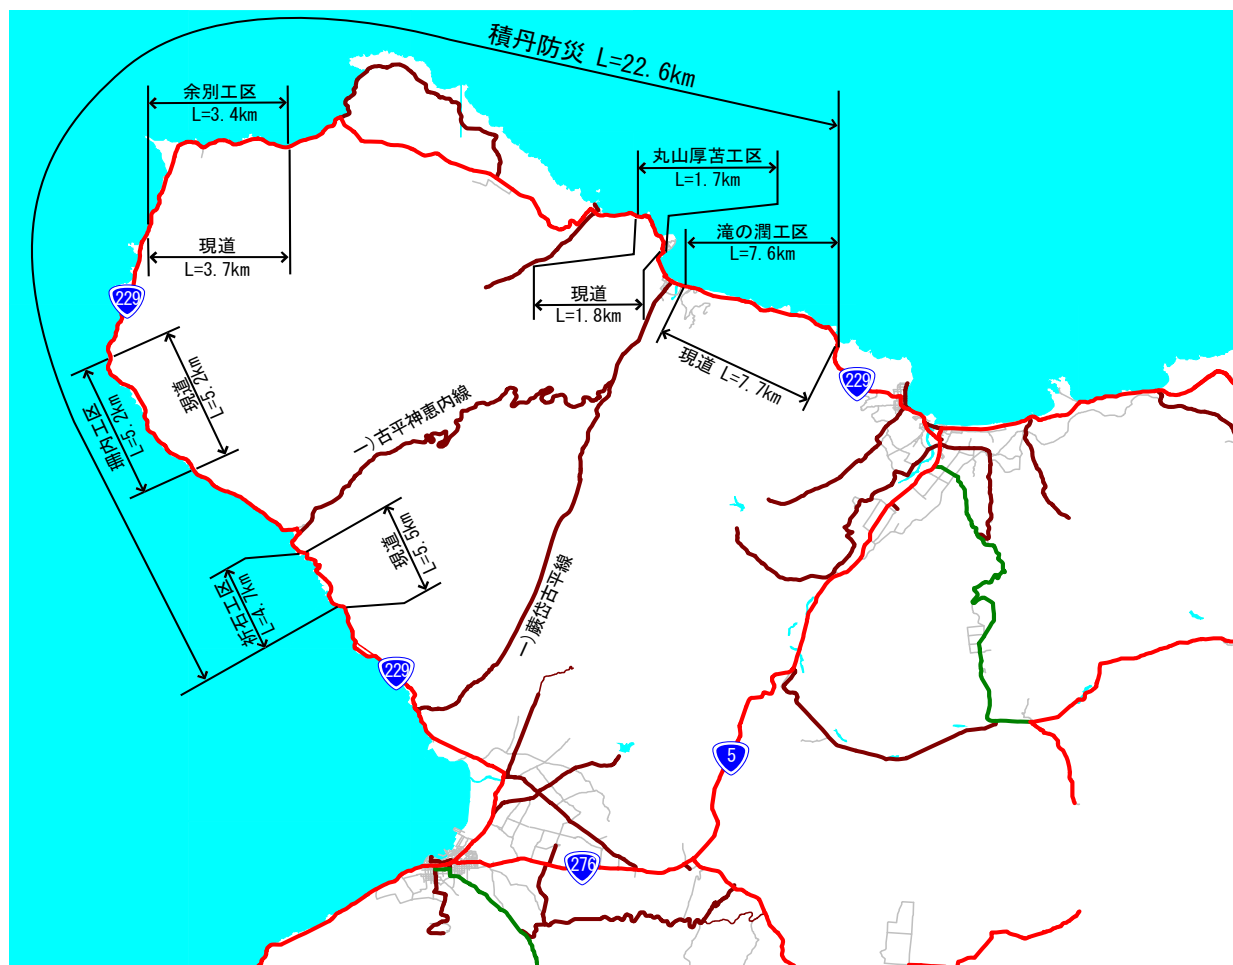 積丹防災 L=22.6km
余別工区
L=3.4km
丸山厚苫工区
L=1.7km
滝の澗工区
L=7.6km
現道
L=3.7km
229
現道
L=1.8km
現道 L=7.7km
229
現道
L=5.2km
珊内工区
L=5.2km
一)古平神恵内線
現道
L=5.5km
祈石工区
L=4.7km
一)蕨岱古平線
229
5
276